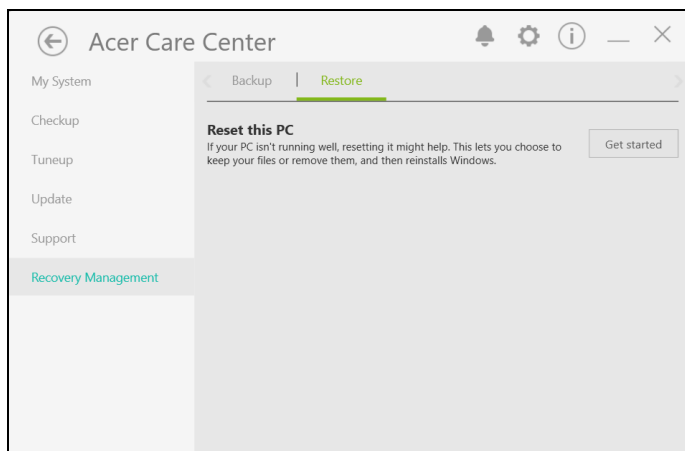 Acer Care Center
My System
Checkup
Tuneup
Update
Support
Recovery Management
Backup | Restore
Reset this PC
If your PC isn't running well, resetting it might help. This lets you choose to
keep your files or remove them, and then reinstalls Windows.
Get started